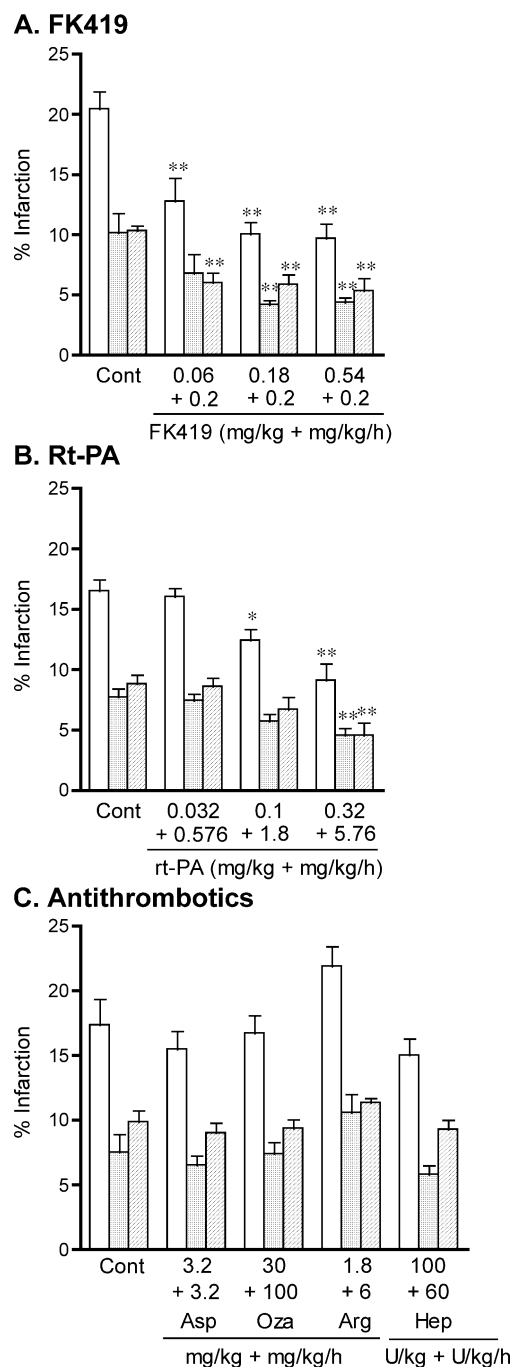 A. FK419
25
20
15
10
5
0
% Infarction
**
**
**
**
**
**
**
**
Cont 0.06 0.18 0.54
+ 0.2 + 0.2 + 0.2
FK419 (mg/kg + mg/kg/h)
B. Rt-PA
25
20
15
10
5
0
% Infarction
*
**
**
**
Cont 0.032 0.1 0.32
+ 0.576 + 1.8 + 5.76
rt-PA (mg/kg + mg/kg/h)
C. Antithrombotics
25
20
15
10
5
0
% Infarction
Cont 3.2 30 1.8 100
+ 3.2 + 100 + 6 + 60
Asp Oza Arg Hep
mg/kg + mg/kg/h U/kg + U/kg/h